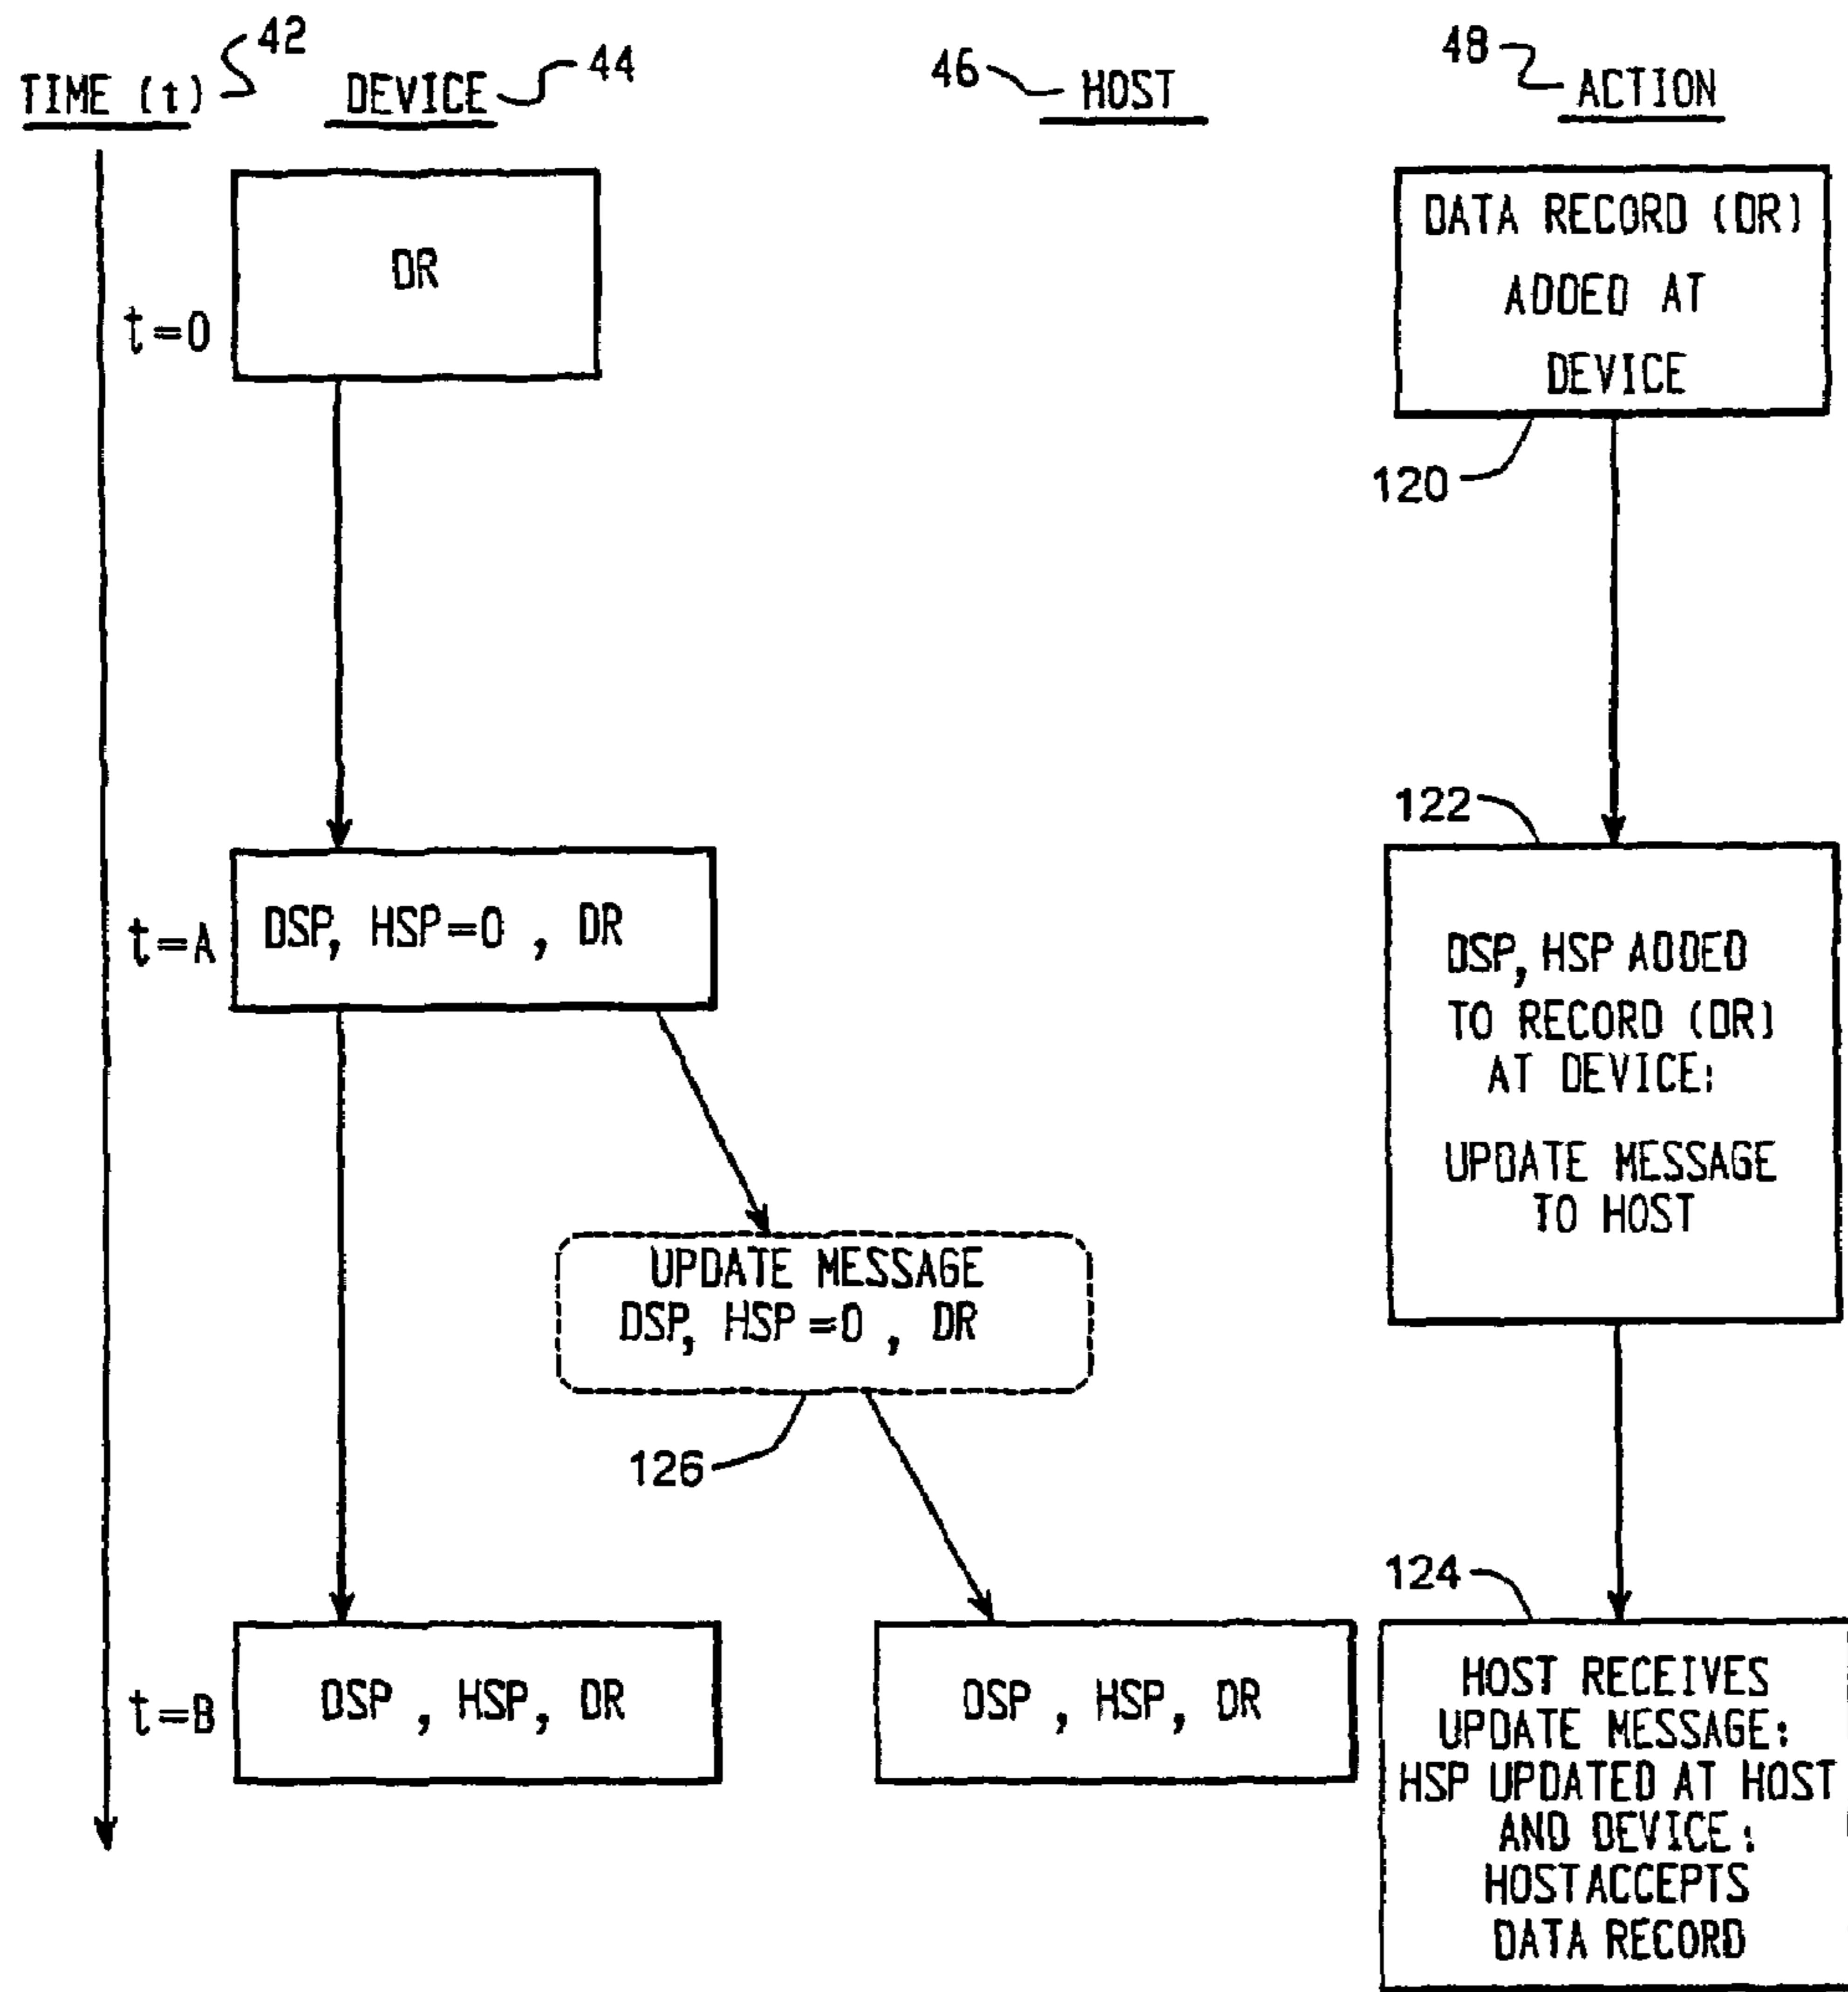 TIME (t) 42
DEVICE 44
46 HOST
48 ACTION
DR
t=0
DATA RECORD (DR)
ADDED AT
DEVICE
120
122
t=A
DSP, HSP=0 , DR
DSP, HSP ADDED
TO RECORD (DR)
AT DEVICE:
UPDATE MESSAGE
TO HOST
UPDATE MESSAGE
DSP, HSP=0 , DR
126
124
t=B
DSP , HSP, DR
DSP , HSP, DR
HOST RECEIVES
UPDATE MESSAGE:
HSP UPDATED AT HOST
AND DEVICE:
HOST ACCEPTS
DATA RECORD